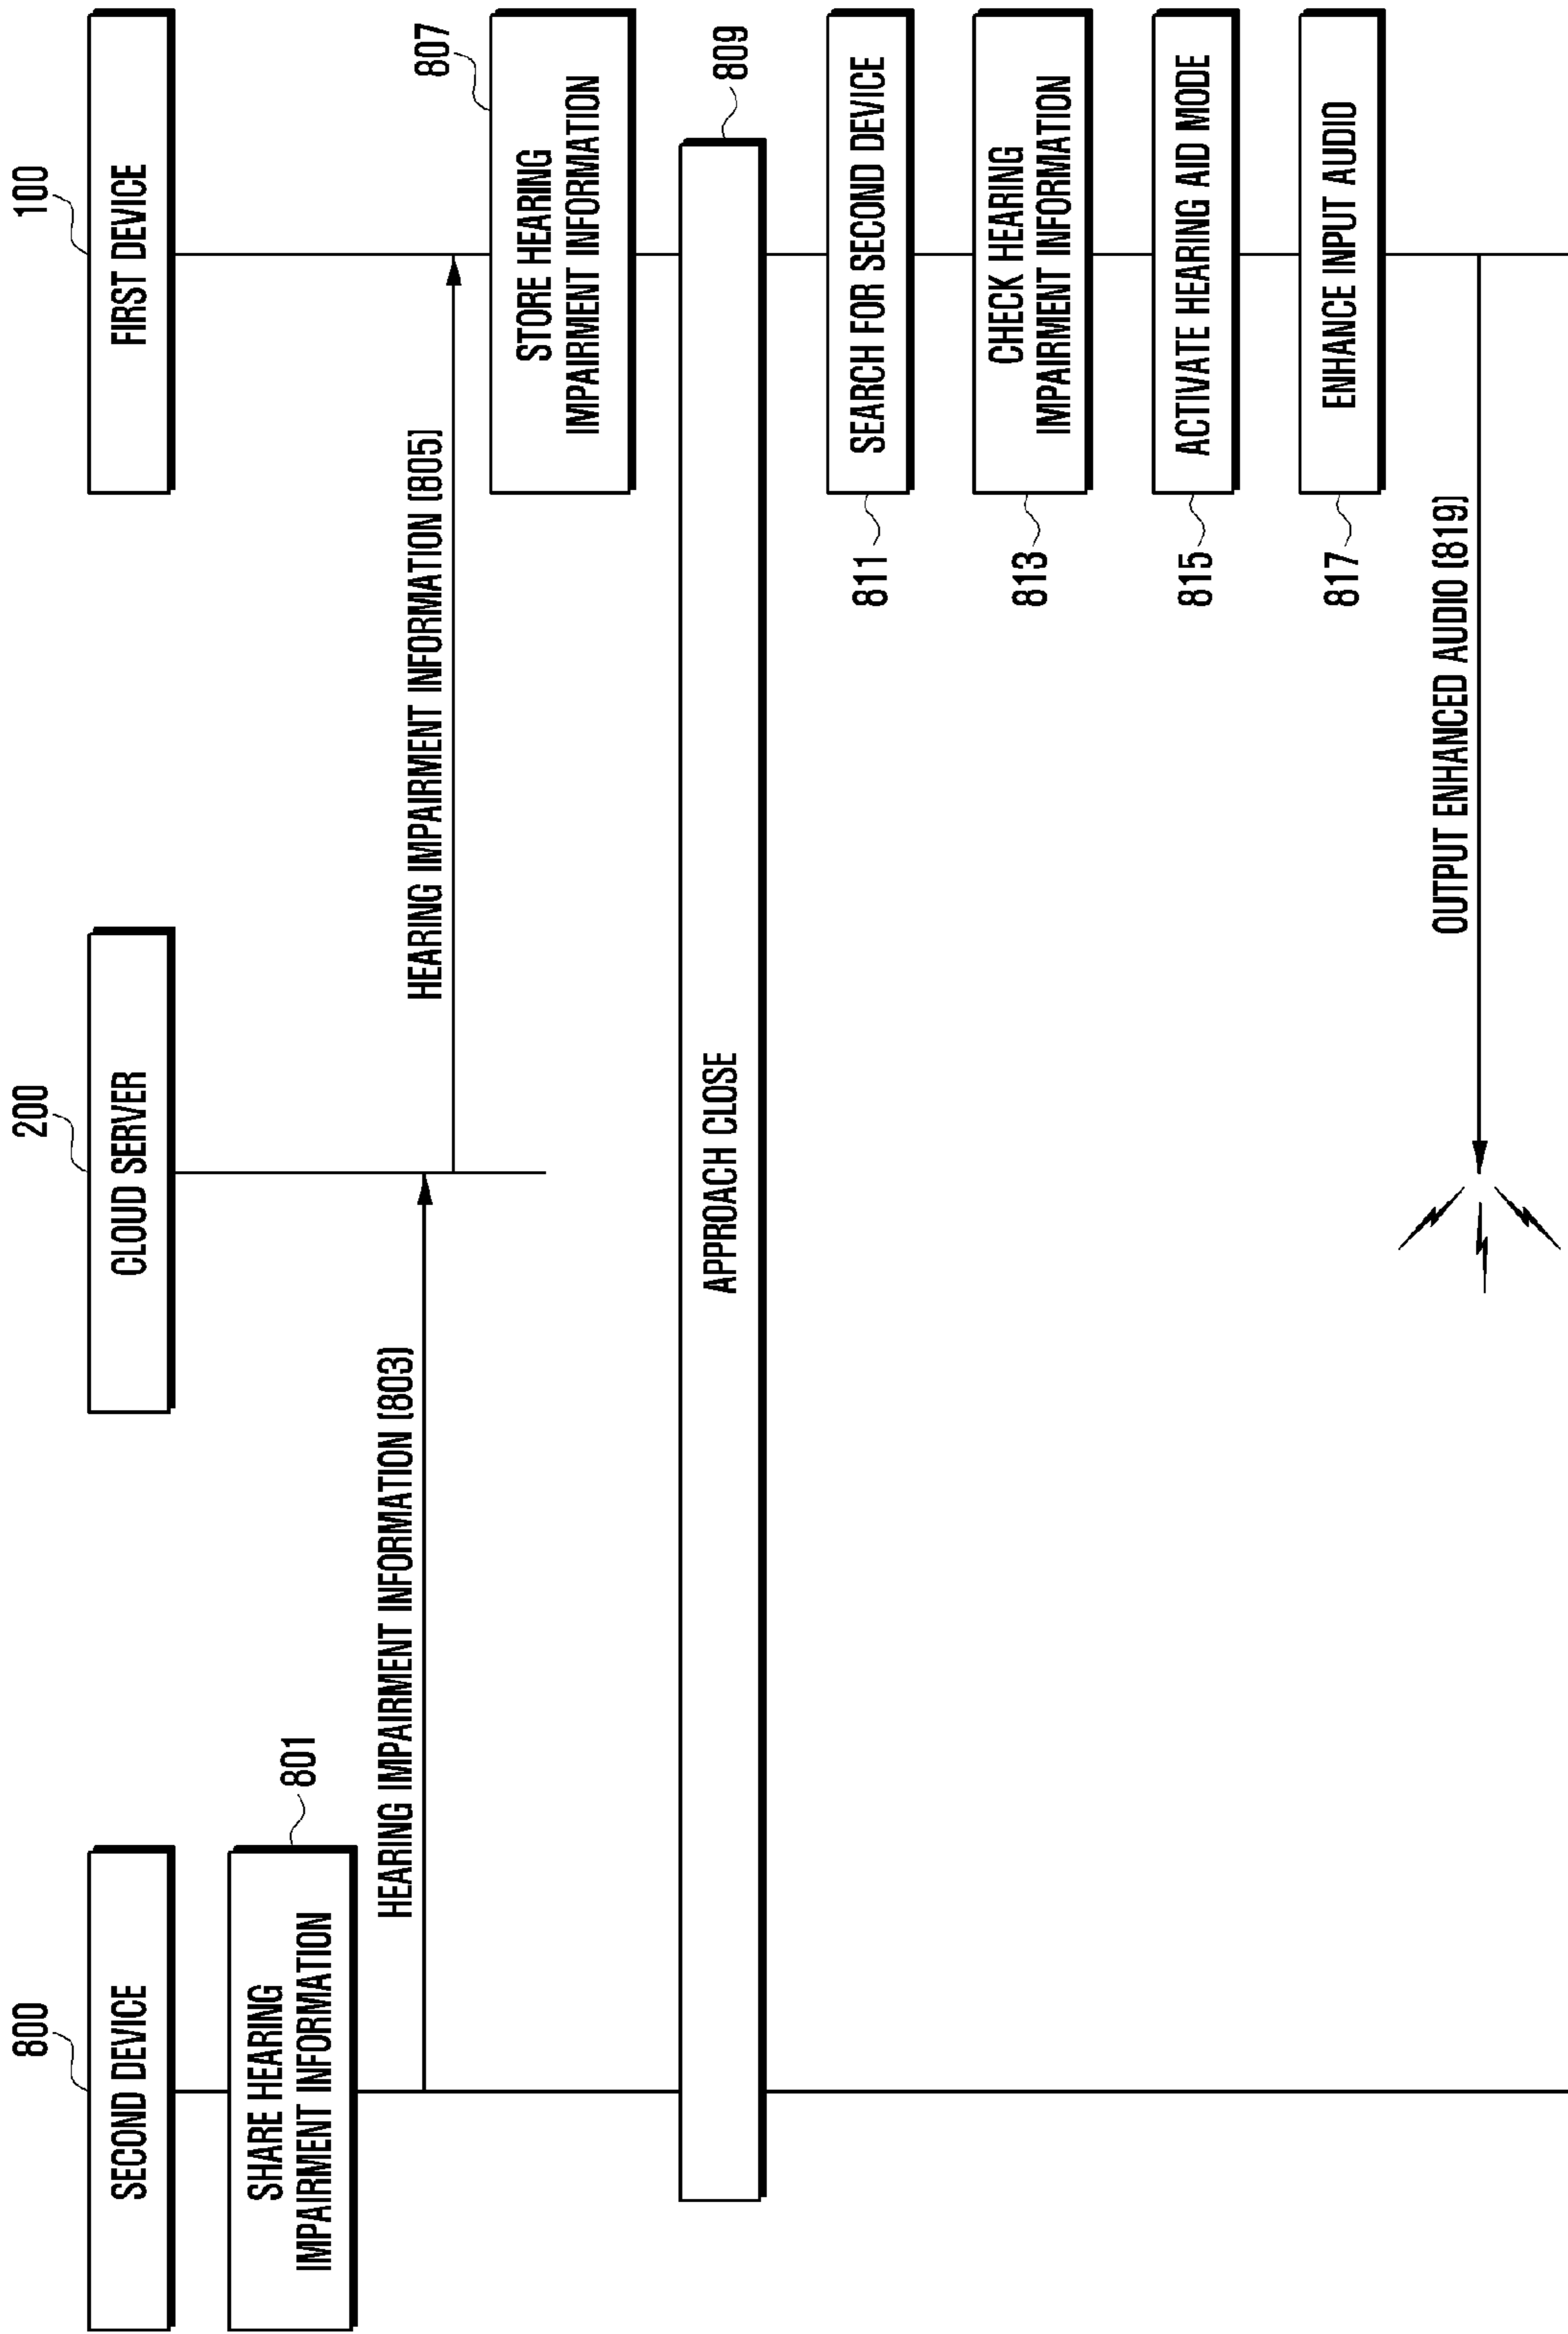 800
SECOND DEVICE
200
CLOUD SERVER
100
FIRST DEVICE
SHARE HEARING
IMPAIRMENT INFORMATION
801
HEARING IMPAIRMENT INFORMATION (803)
HEARING IMPAIRMENT INFORMATION (805)
807
STORE HEARING
IMPAIRMENT INFORMATION
APPROACH CLOSE
809
811
SEARCH FOR SECOND DEVICE
813
CHECK HEARING
IMPAIRMENT INFORMATION
815
ACTIVATE HEARING AID MODE
817
ENHANCE INPUT AUDIO
OUTPUT ENHANCED AUDIO (819)